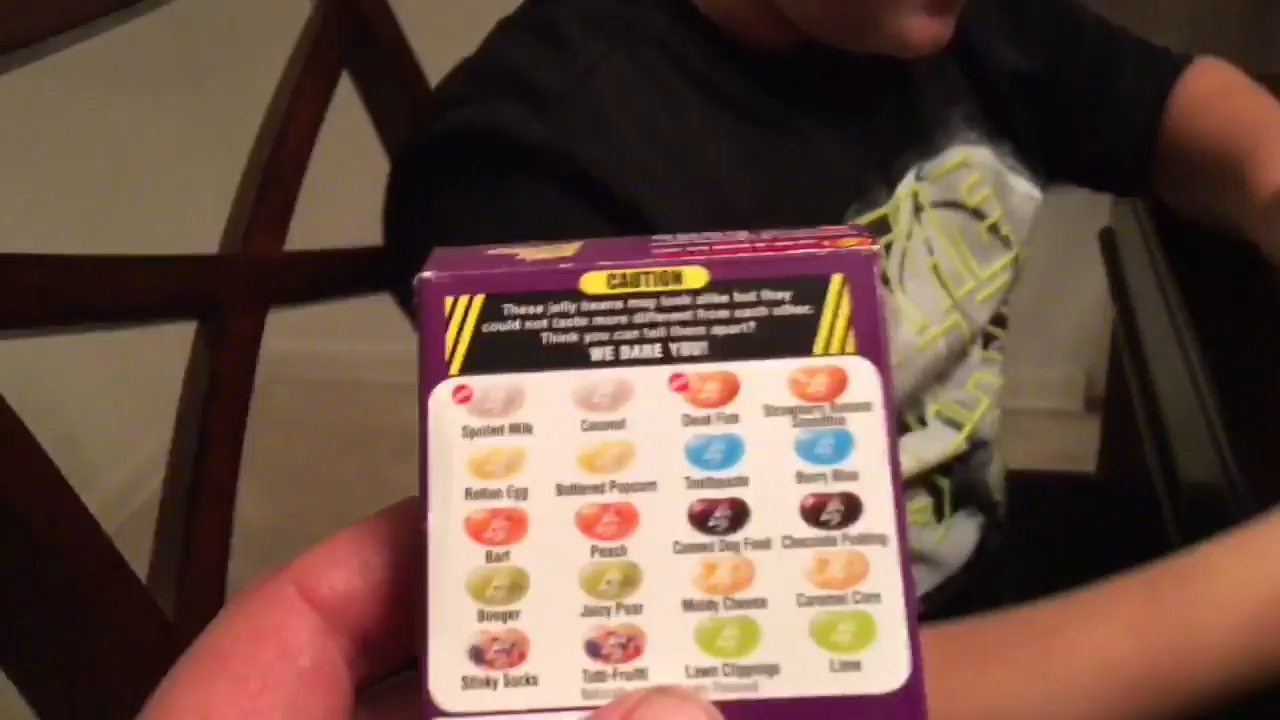 CAUTION
These jelly beans may look alike but they
could not taste more different from each other.
Think you can tell them apart?
WE DARE YOU!
Spoiled Milk Coconut Dead Fish Strawberry Banana
Smoothie
Rotten Egg Buttered Popcorn Toothpaste Berry Blue
Barf Peach Canned Dog Food Chocolate Pudding
Booger Juicy Pear Moldy Cheese Caramel Corn
Stinky Socks Tutti-Fruitti Lawn Clippings Lime